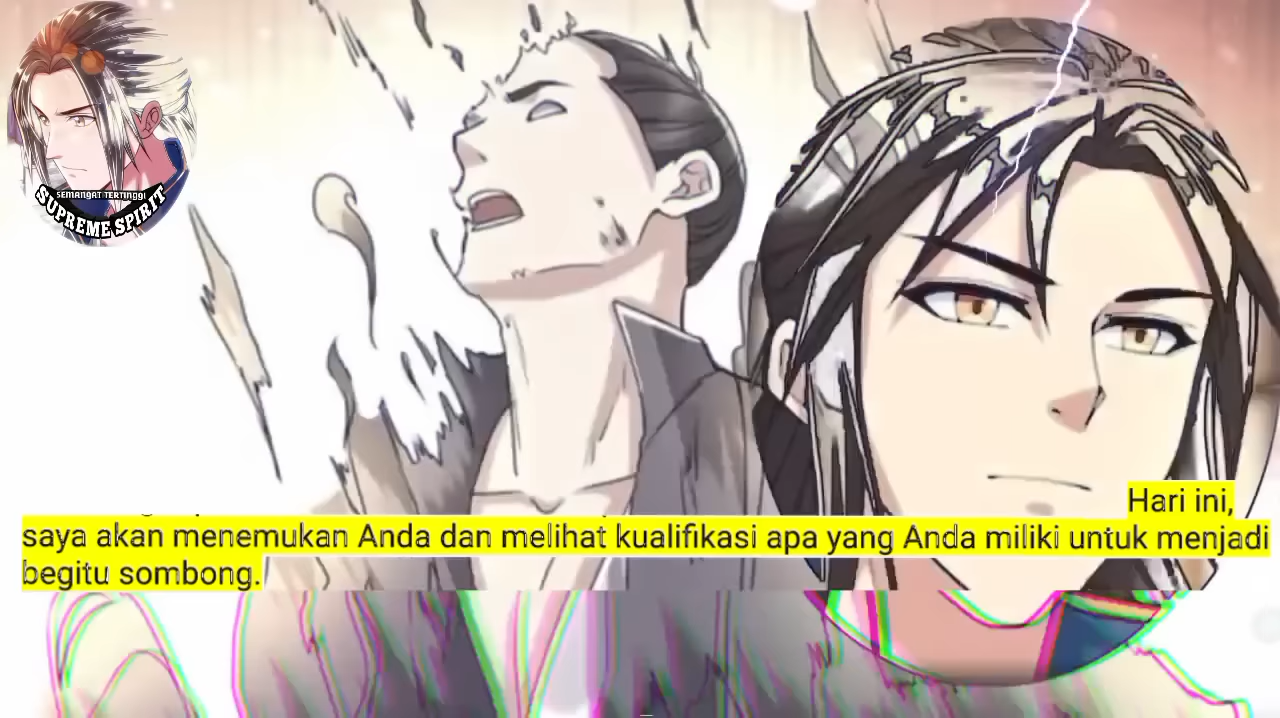 SEMANGAT TERTINGGI
SUPREME SPIRIT
Hari ini,
saya akan menemukan Anda dan melihat kualifikasi apa yang Anda miliki untuk menjadi
begitu sombong.